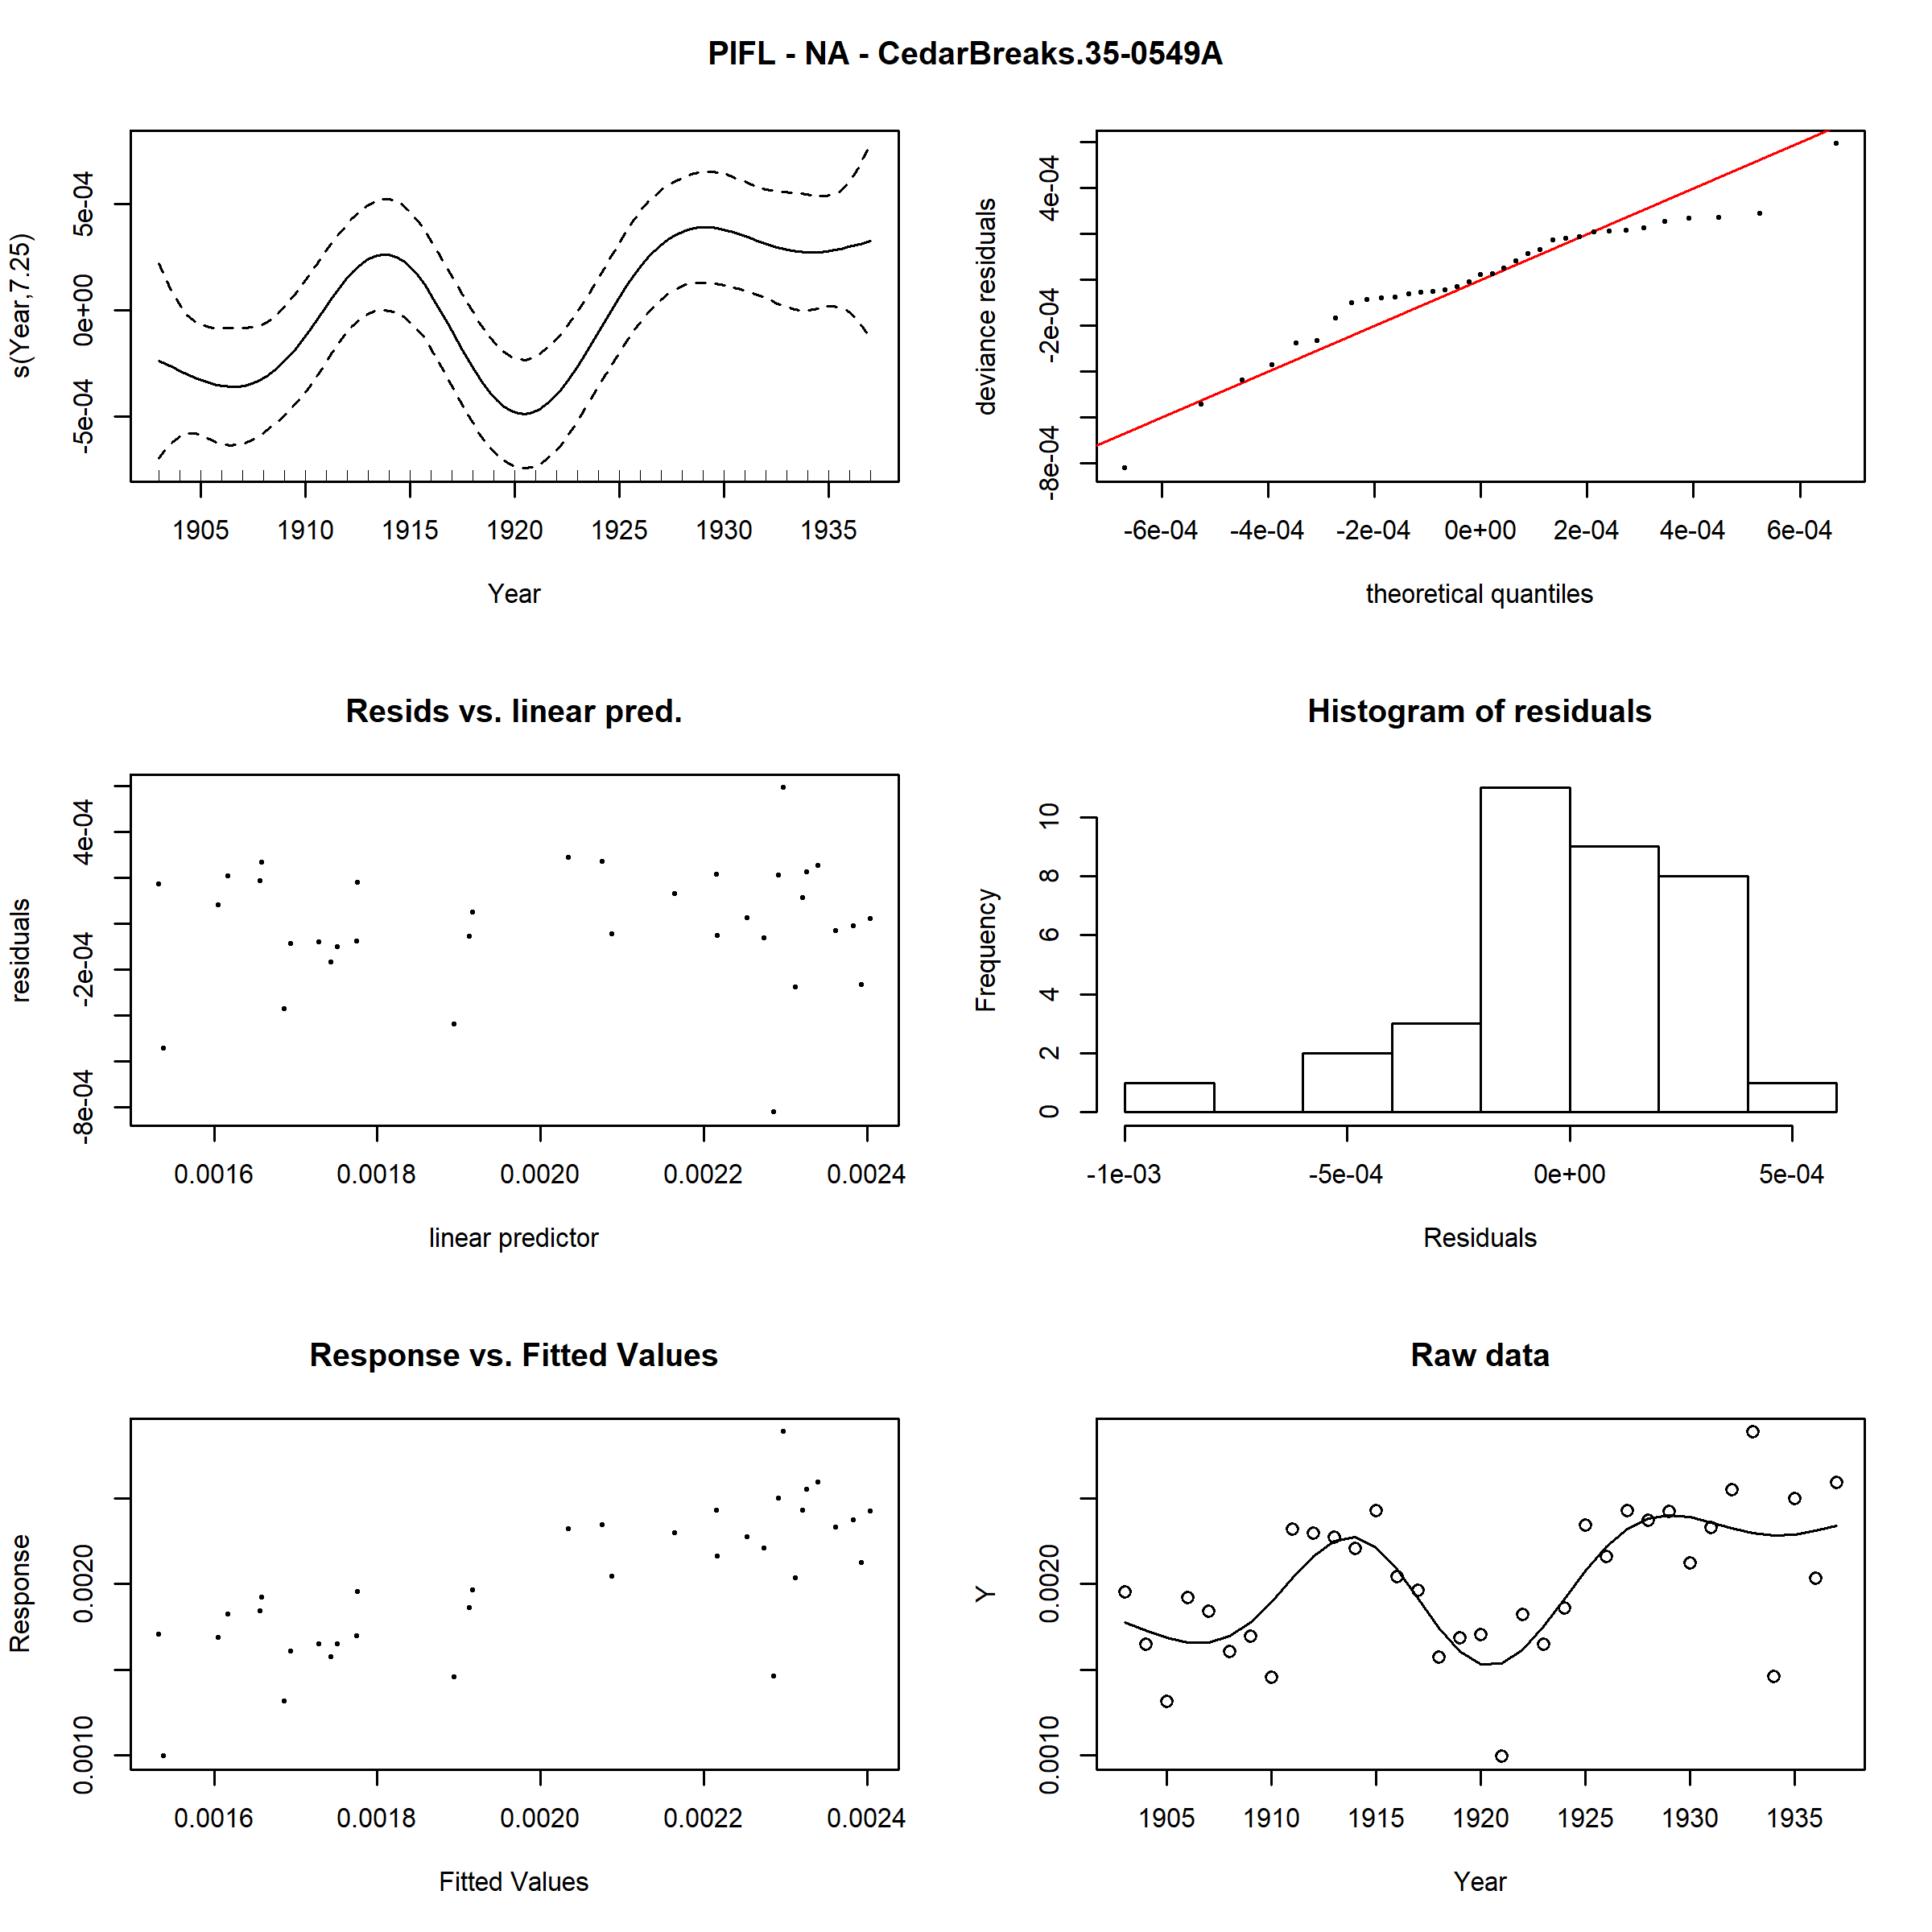 PIFL - NA - CedarBreaks.35-0549A
s(Year,7.25)
5e-04
0e+00
-5e-04
1905 1910 1915 1920 1925 1930 1935
Year
deviance residuals
4e-04
-2e-04
-8e-04
-6e-04 -4e-04 -2e-04 0e+00 2e-04 4e-04 6e-04
theoretical quantiles
Resids vs. linear pred.
residuals
4e-04
-2e-04
-8e-04
0.0016 0.0018 0.0020 0.0022 0.0024
linear predictor
Histogram of residuals
Frequency
10
8
6
4
2
0
-1e-03 -5e-04 0e+00 5e-04
Residuals
Response vs. Fitted Values
Response
0.0020
0.0010
0.0016 0.0018 0.0020 0.0022 0.0024
Fitted Values
Raw data
Y
0.0020
0.0010
1905 1910 1915 1920 1925 1930 1935
Year